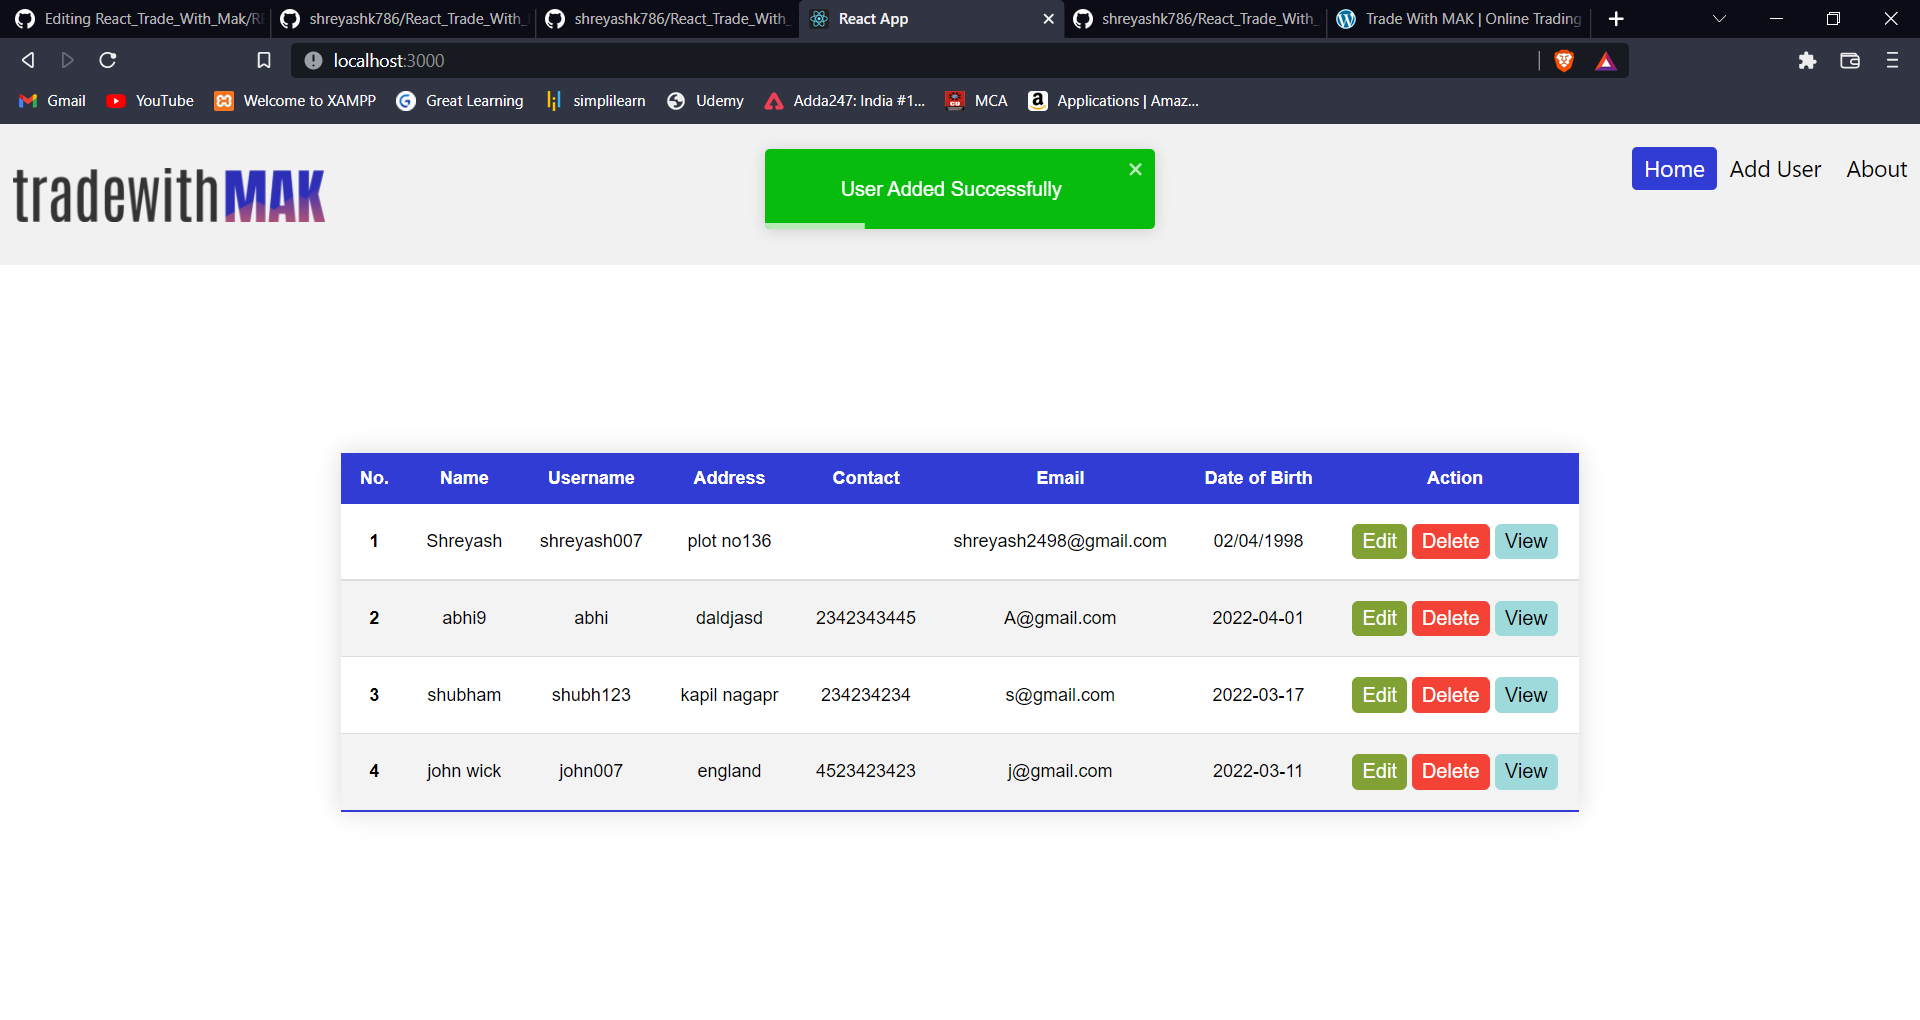 Editing React_Trade_With_Mak/RE shreyashk786/React_Trade_With_ shreyashk786/React_Trade_With_ React App shreyashk786/React_Trade_With_ Trade With MAK | Online Trading
localhost:3000
Gmail YouTube Welcome to XAMPP Great Learning simplilearn Udemy Adda247: India #1... MCA Applications | Amaz...
tradewithMAK
User Added Successfully
Home Add User About
No. Name Username Address Contact Email Date of Birth Action
1 Shreyash shreyash007 plot no136 shreyash2498@gmail.com 02/04/1998 Edit Delete View
2 abhi9 abhi daldjasd 2342343445 A@gmail.com 2022-04-01 Edit Delete View
3 shubham shubh123 kapil nagapr 234234234 s@gmail.com 2022-03-17 Edit Delete View
4 john wick john007 england 4523423423 j@gmail.com 2022-03-11 Edit Delete View